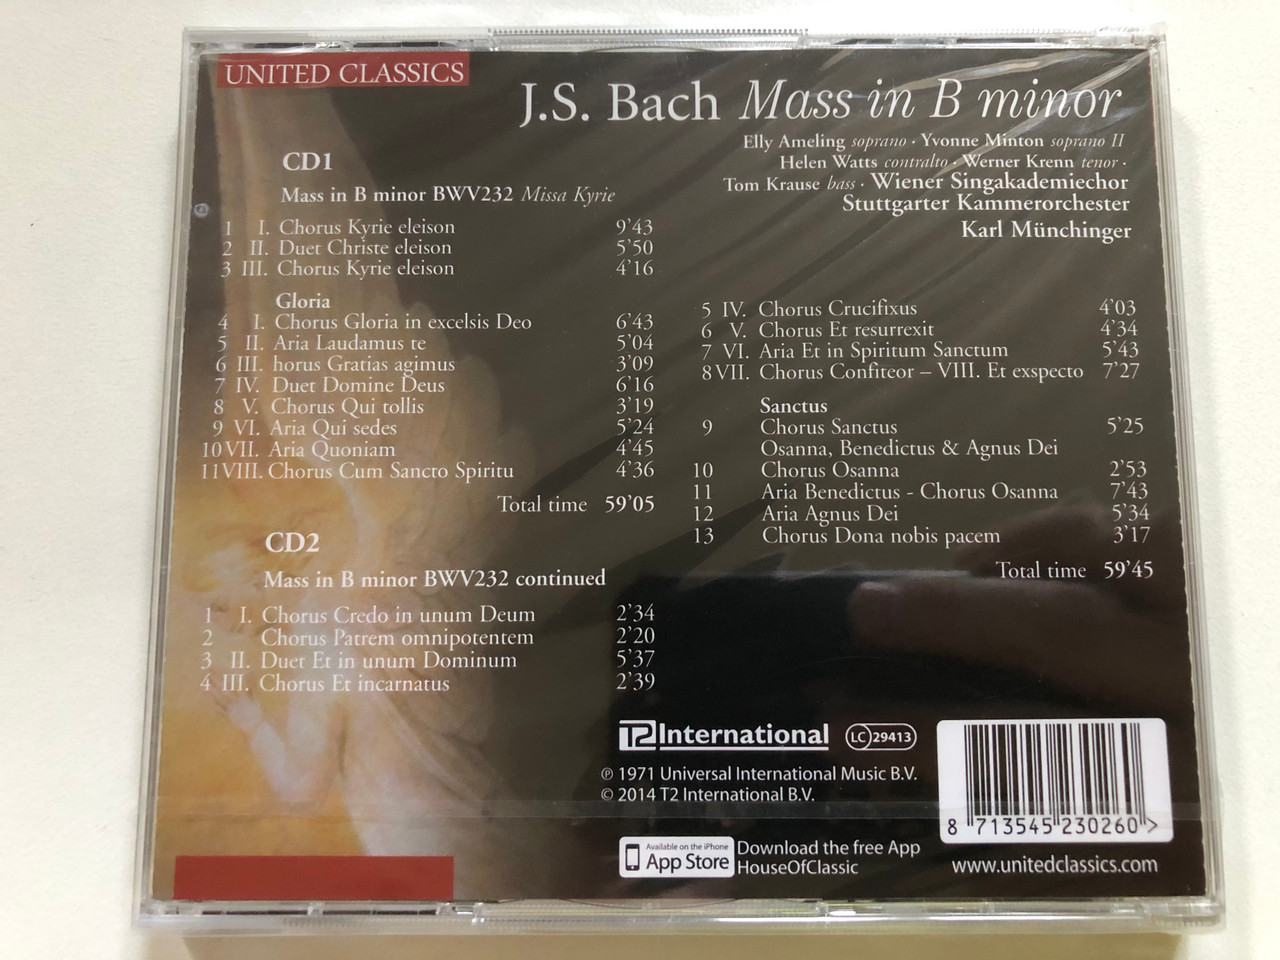 UNITED CLASSICS
J.S. Bach Mass in B minor
Elly Ameling soprano · Yvonne Minton soprano II
Helen Watts contralto · Werner Krenn tenor ·
Tom Krause bass · Wiener Singakademiechor
Stuttgarter Kammerorchester
Karl Münchinger
CD1
Mass in B minor BWV232 Missa Kyrie
1 I. Chorus Kyrie eleison 9'43
2 II. Duet Christe eleison 5'50
3 III. Chorus Kyrie eleison 4'16
Gloria
4 I. Chorus Gloria in excelsis Deo 6'43
5 II. Aria Laudamus te 5'04
6 III. horus Gratias agimus 3'09
7 IV. Duet Domine Deus 6'16
8 V. Chorus Qui tollis 3'19
9 VI. Aria Qui sedes 5'24
10 VII. Aria Quoniam 4'45
11 VIII. Chorus Cum Sancto Spiritu 4'36
Total time 59'05
CD2
Mass in B minor BWV232 continued
1 I. Chorus Credo in unum Deum 2'34
2 Chorus Patrem omnipotentem 2'20
3 II. Duet Et in unum Dominum 5'37
4 III. Chorus Et incarnatus 2'39
5 IV. Chorus Crucifixus 4'03
6 V. Chorus Et resurrexit 4'34
7 VI. Aria Et in Spiritum Sanctum 5'43
8 VII. Chorus Confiteor – VIII. Et exspecto 7'27
Sanctus
9 Chorus Sanctus 5'25
Osanna, Benedictus & Agnus Dei
10 Chorus Osanna 2'53
11 Aria Benedictus - Chorus Osanna 7'43
12 Aria Agnus Dei 5'34
13 Chorus Dona nobis pacem 3'17
Total time 59'45
T2 International LC 29413
℗ 1971 Universal International Music B.V.
© 2014 T2 International B.V.
Available on the iPhone
App Store
Download the free App
HouseOfClassic
8 713545 230260 >
www.unitedclassics.com